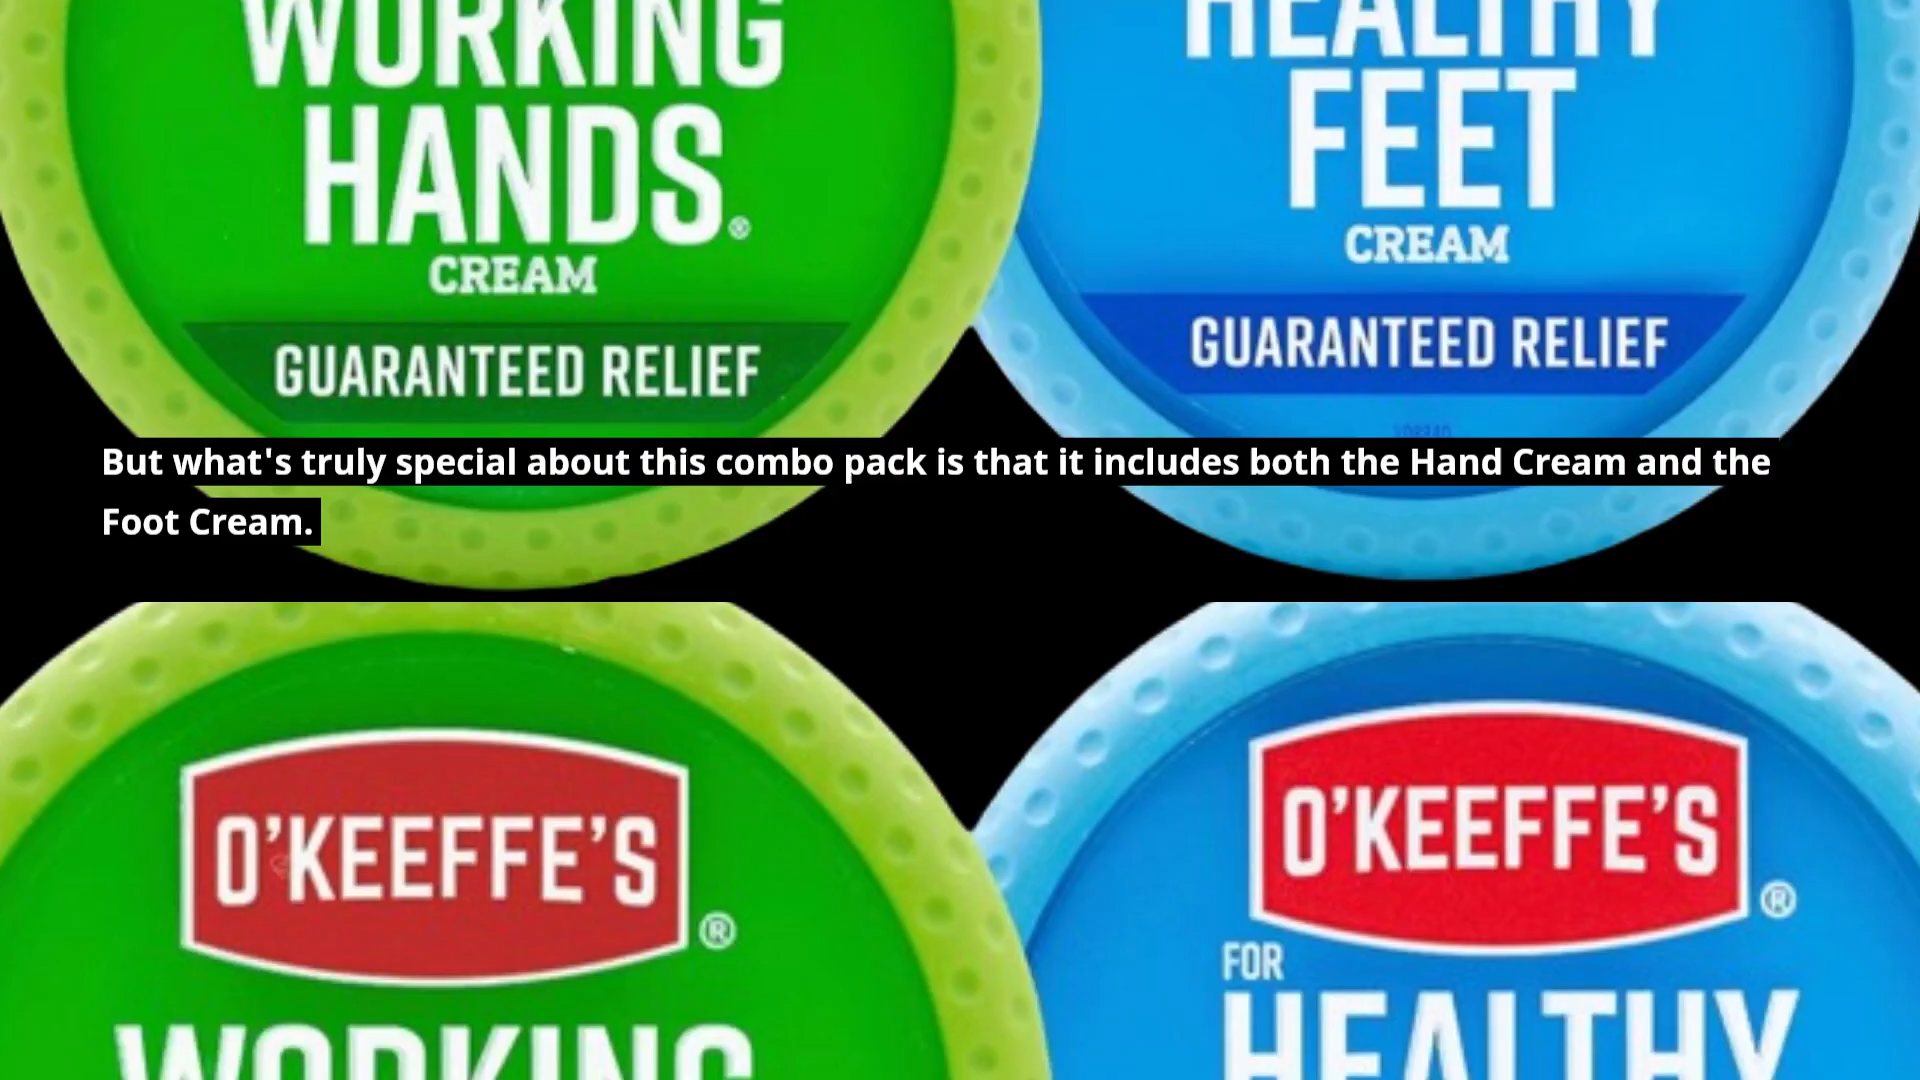 WORKING
HANDS®
CREAM
GUARANTEED RELIEF
HEALTHY
FEET
CREAM
GUARANTEED RELIEF
But what's truly special about this combo pack is that it includes both the Hand Cream and the
Foot Cream.
O'KEEFFE'S®
WORKING
O'KEEFFE'S®
FOR
HEALTHY